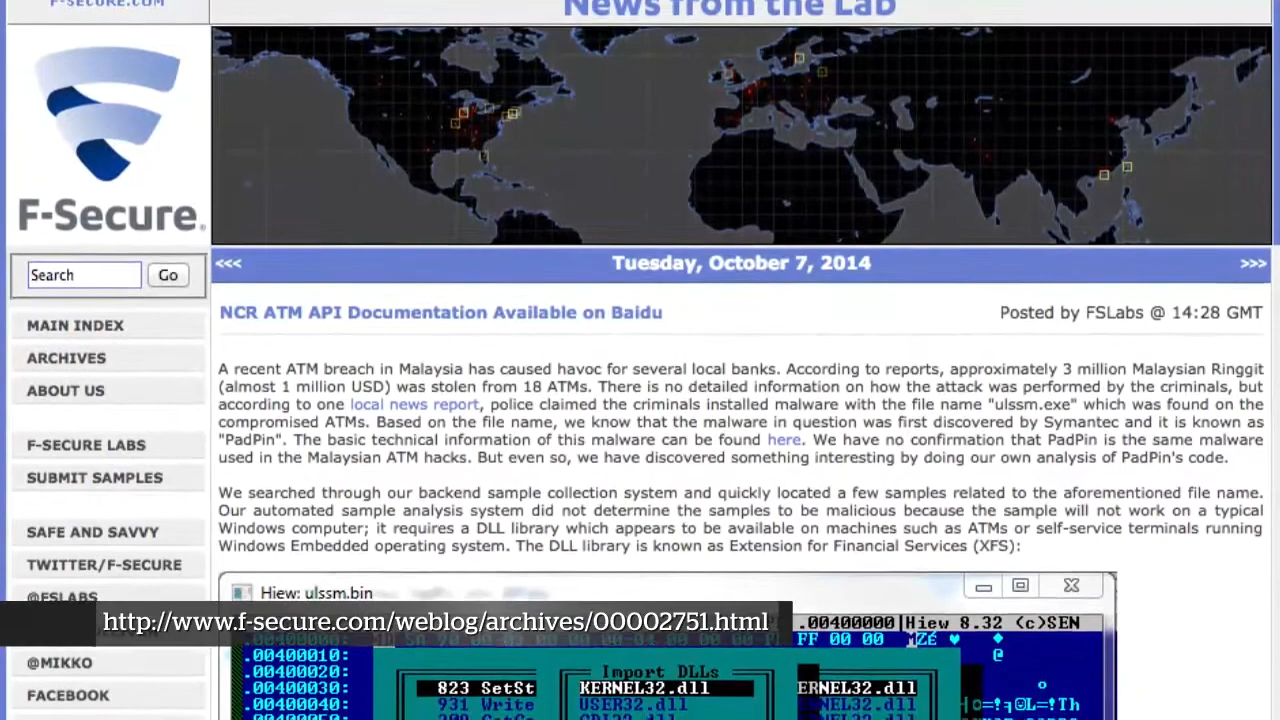 F-SECURE.COM
News from the Lab
F-Secure.
Search
Go
<<<
Tuesday, October 7, 2014
>>>
MAIN INDEX
ARCHIVES
ABOUT US
F-SECURE LABS
SUBMIT SAMPLES
SAFE AND SAVVY
TWITTER/F-SECURE
@FSLABS
@MIKKO
FACEBOOK
NCR ATM API Documentation Available on Baidu
Posted by FSLabs @ 14:28 GMT
A recent ATM breach in Malaysia has caused havoc for several local banks. According to reports, approximately 3 million Malaysian Ringgit
(almost 1 million USD) was stolen from 18 ATMs. There is no detailed information on how the attack was performed by the criminals, but
according to one local news report, police claimed the criminals installed malware with the file name "ulssm.exe" which was found on the
compromised ATMs. Based on the file name, we know that the malware in question was first discovered by Symantec and it is known as
"PadPin". The basic technical information of this malware can be found here. We have no confirmation that PadPin is the same malware
used in the Malaysian ATM hacks. But even so, we have discovered something interesting by doing our own analysis of PadPin's code.
We searched through our backend sample collection system and quickly located a few samples related to the aforementioned file name.
Our automated sample analysis system did not determine the samples to be malicious because the sample will not work on a typical
Windows computer; it requires a DLL library which appears to be available on machines such as ATMs or self-service terminals running
Windows Embedded operating system. The DLL library is known as Extension for Financial Services (XFS):
Hiew: ulssm.bin
http://www.f-secure.com/weblog/archives/00002751.html
.00400000|Hiew 8.32 (c)SEN
.00400000:
FF 00 00
.00400010:
.00400020:
.00400030:
.00400040:
Import DLLs
823 SetSt
KERNEL32.dll
ERNEL32.dll
931 Write
USER32.dll